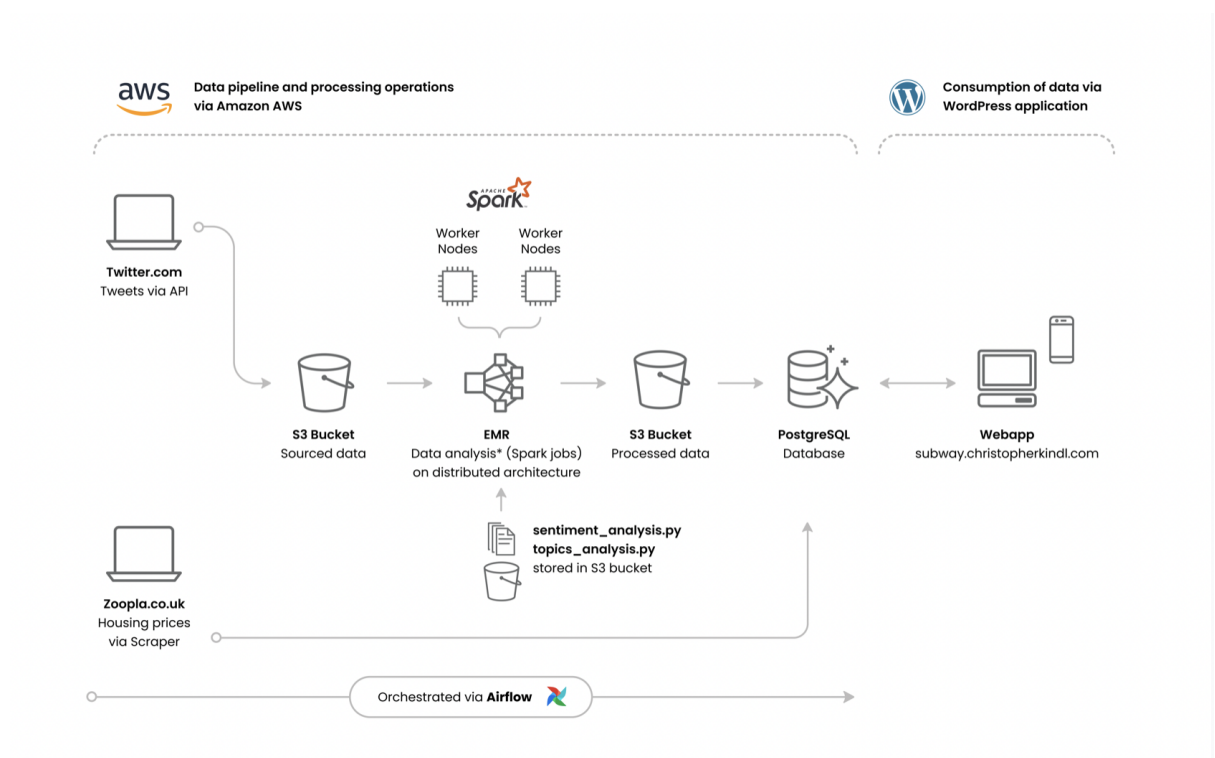 aws
Data pipeline and processing operations
via Amazon AWS
W
Consumption of data via
WordPress application
APACHE
Spark
Worker
Nodes
Worker
Nodes
Twitter.com
Tweets via API
S3 Bucket
Sourced data
EMR
Data analysis* (Spark jobs)
on distributed architecture
S3 Bucket
Processed data
PostgreSQL
Database
Webapp
subway.christopherkindl.com
sentiment_analysis.py
topics_analysis.py
stored in S3 bucket
Zoopla.co.uk
Housing prices
via Scraper
Orchestrated via Airflow